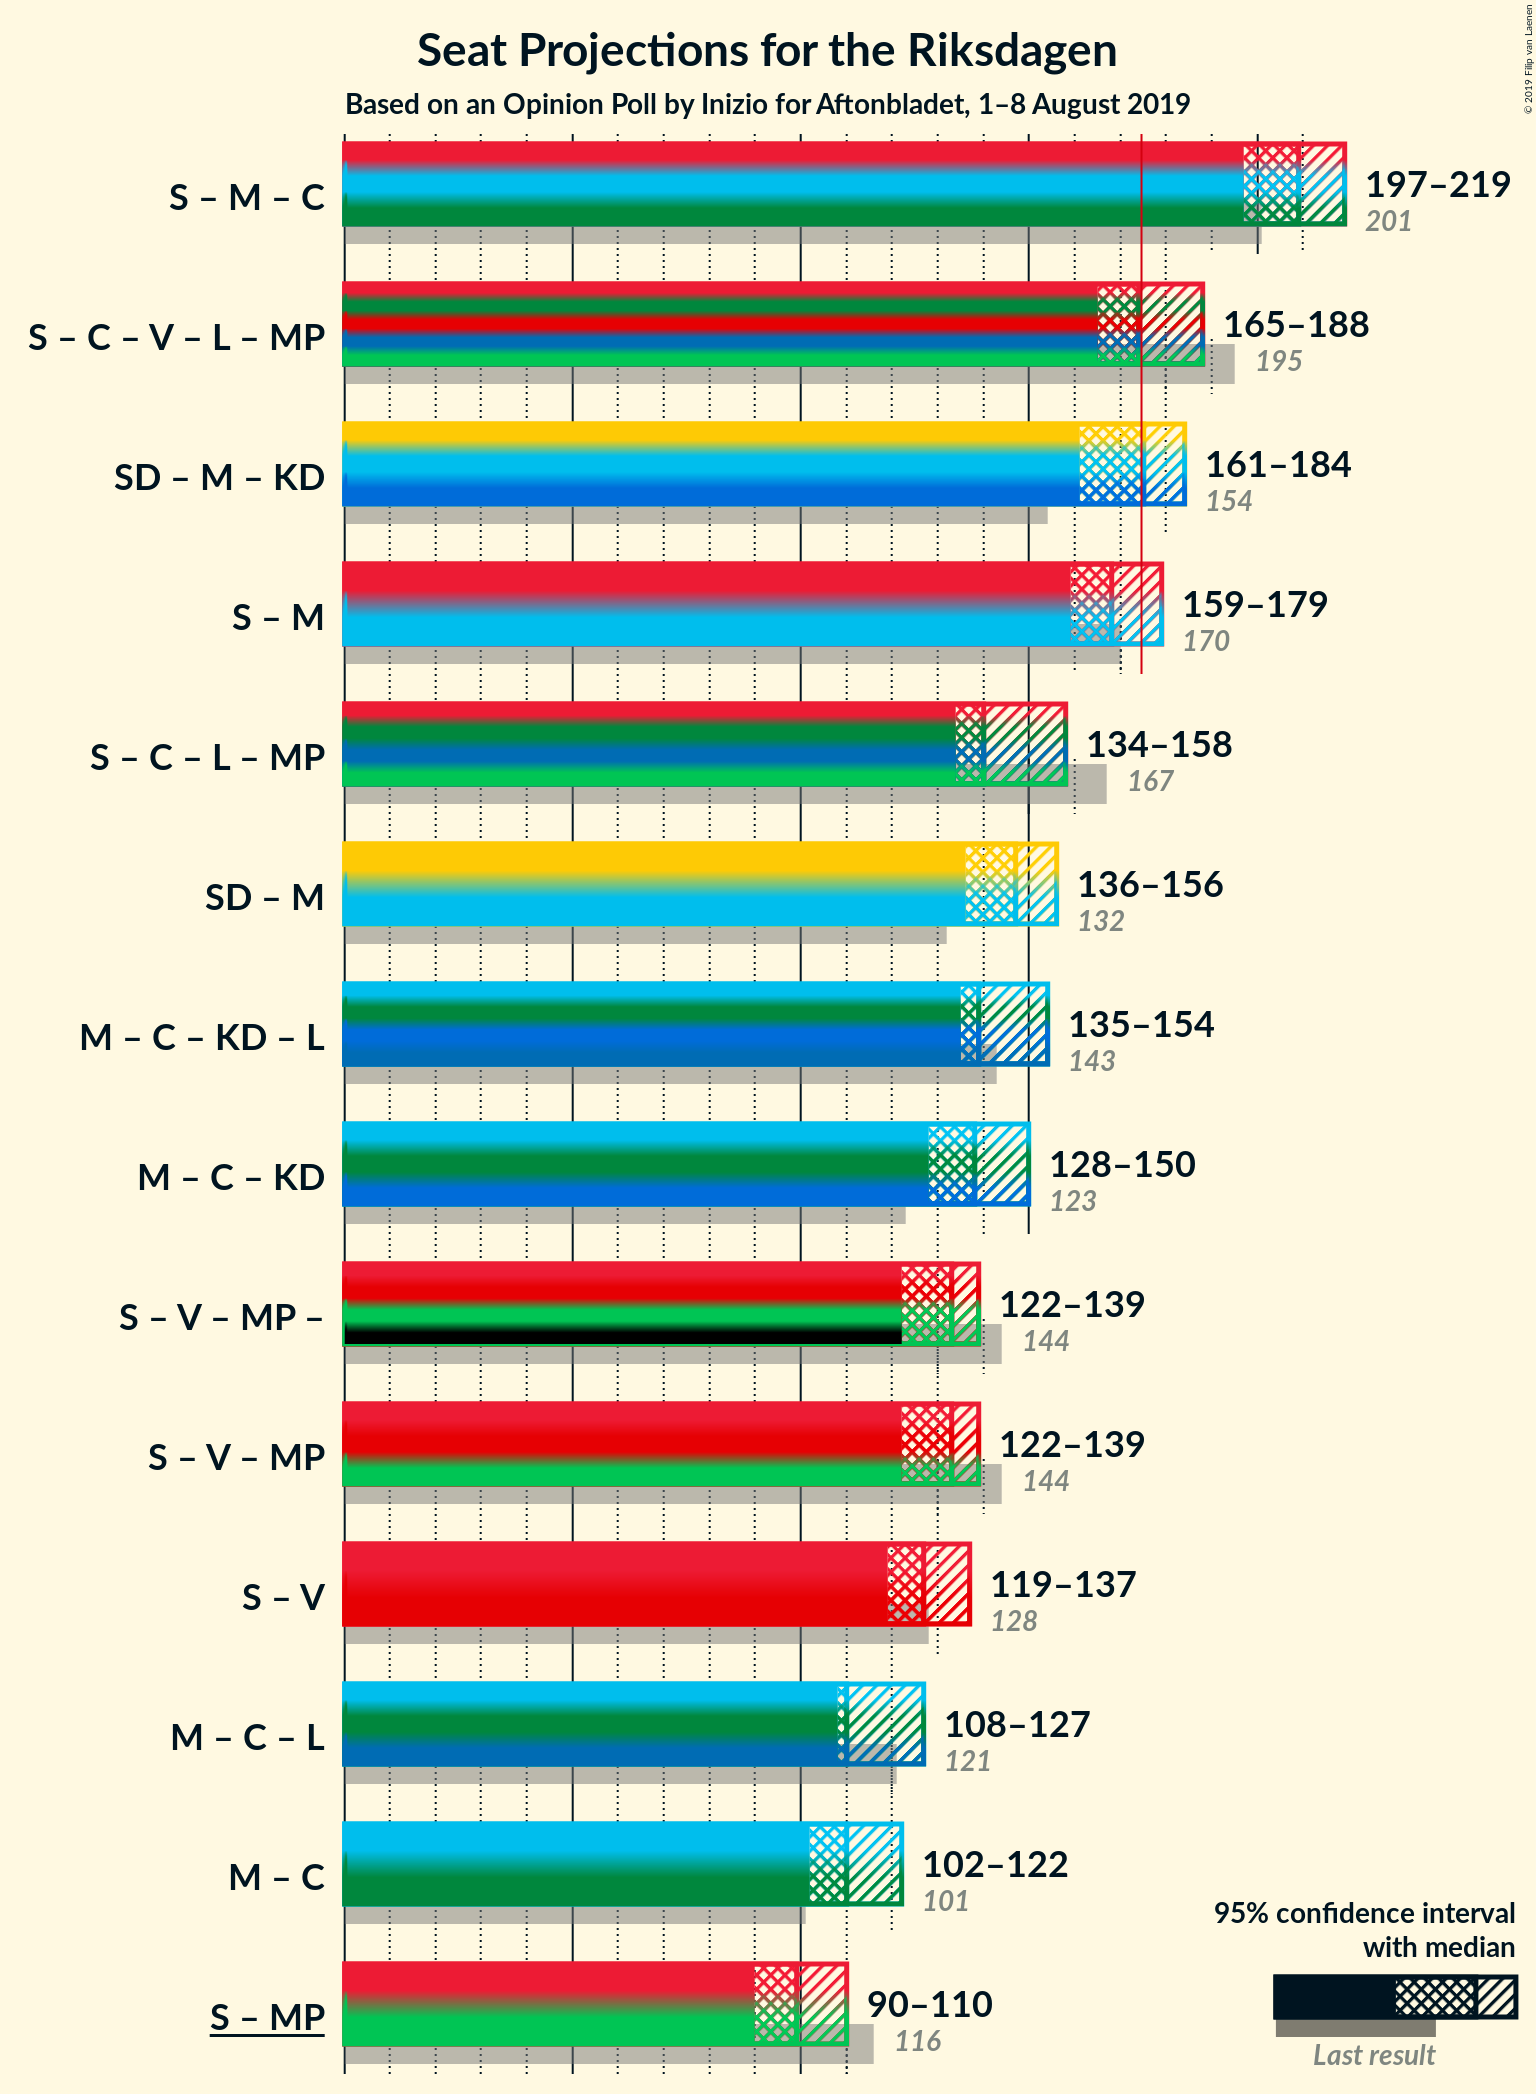 Seat Projections for the Riksdagen
Based on an Opinion Poll by Inizio for Aftonbladet, 1–8 August 2019
© 2019 Filip van Laenen
S – M – C
197–219
201
S – C – V – L – MP
165–188
195
SD – M – KD
161–184
154
S – M
159–179
170
S – C – L – MP
134–158
167
SD – M
136–156
132
M – C – KD – L
135–154
143
M – C – KD
128–150
123
S – V – MP –
122–139
144
S – V – MP
122–139
144
S – V
119–137
128
M – C – L
108–127
121
M – C
102–122
101
S – MP
90–110
116
95% confidence interval
with median
Last result